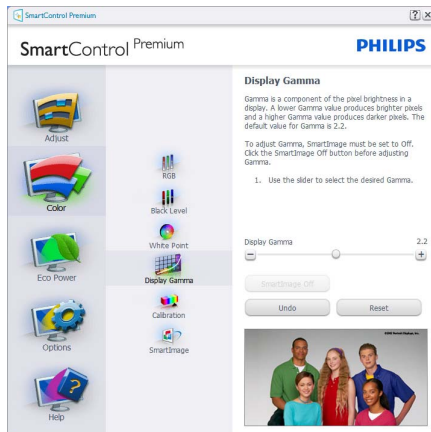 SmartControl Premium
SmartControl Premium
PHILIPS
Adjust
Color
Eco Power
Options
Help
RGB
Black Level
White Point
Display Gamma
Calibration
SmartImage
Display Gamma
Gamma is a component of the pixel brightness in a
display. A lower Gamma value produces brighter pixels
and a higher Gamma value produces darker pixels. The
default value for Gamma is 2.2.
To adjust Gamma, SmartImage must be set to Off.
Click the SmartImage Off button before adjusting
Gamma.
1. Use the slider to select the desired Gamma.
Display Gamma 2.2
SmartImage Off
Undo Reset